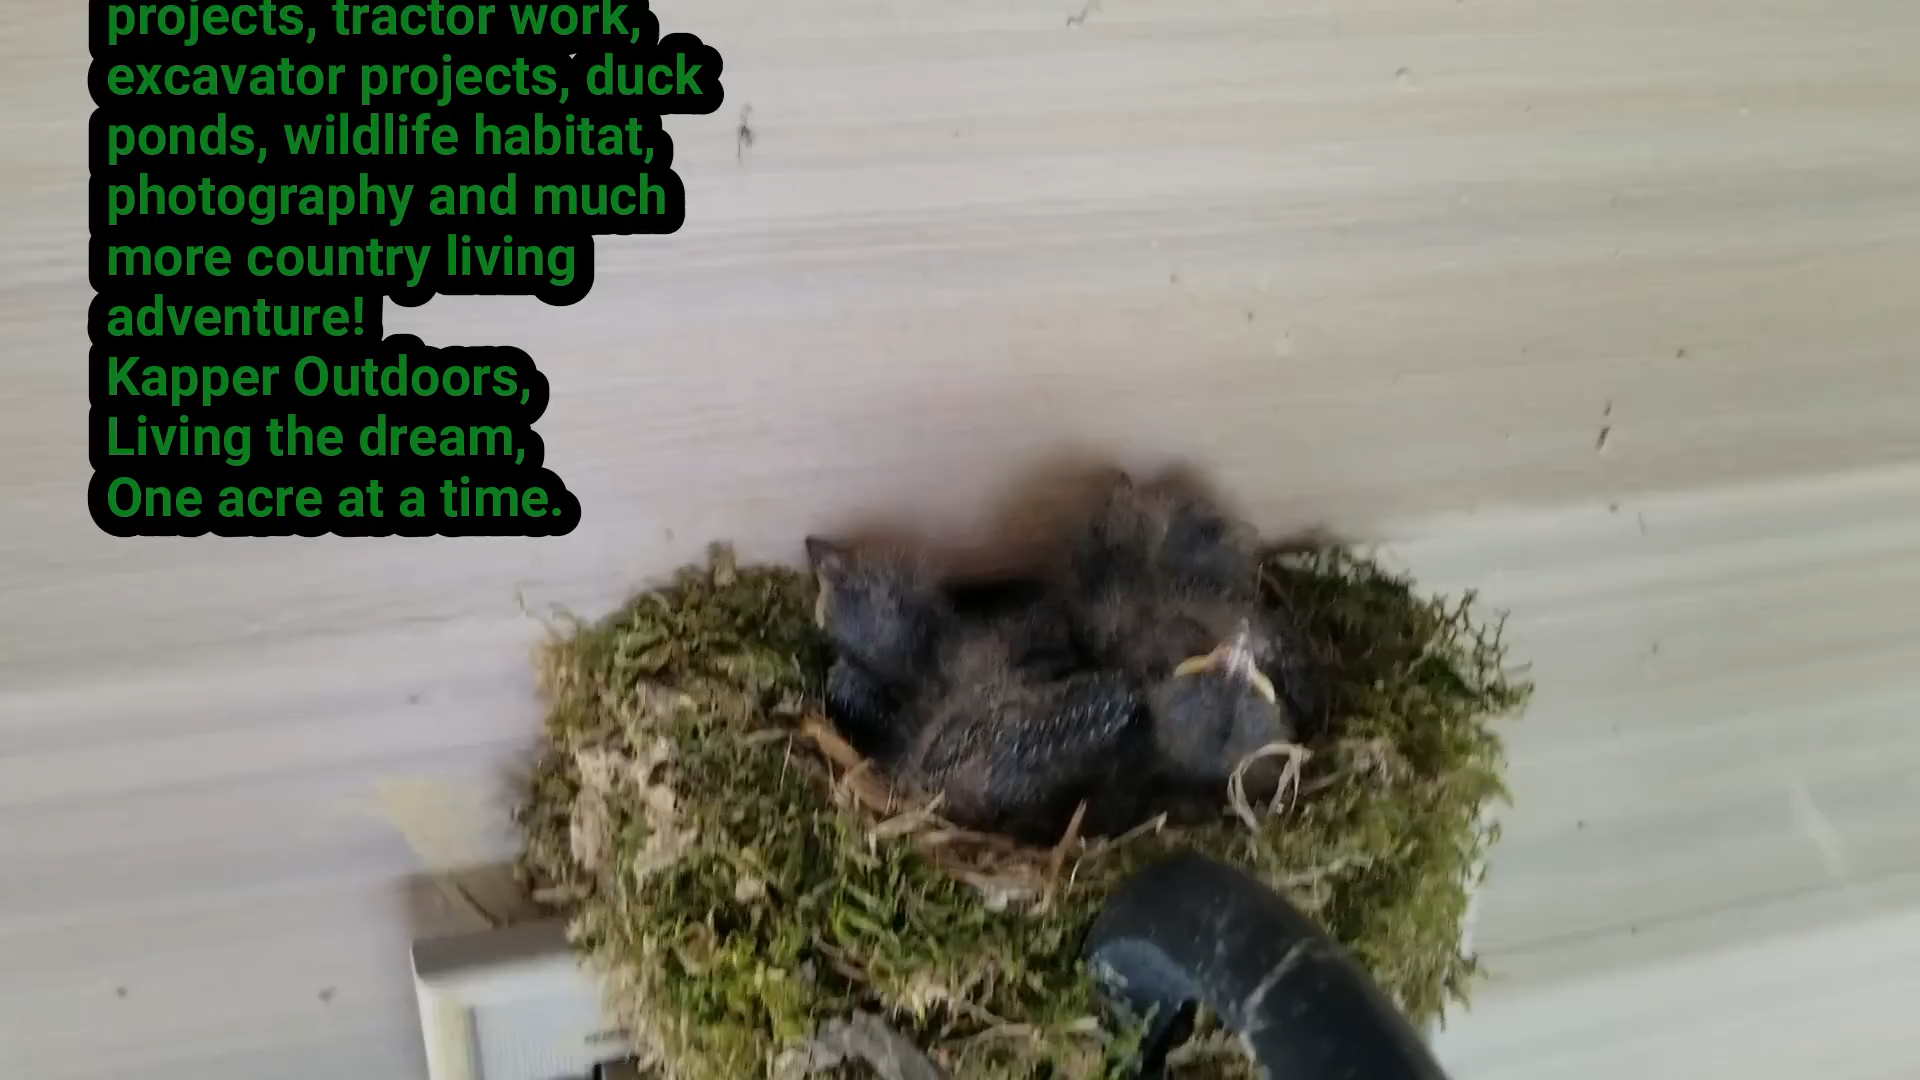 projects, tractor work,
excavator projects, duck
ponds, wildlife habitat,
photography and much
more country living
adventure!
Kapper Outdoors,
Living the dream,
One acre at a time.